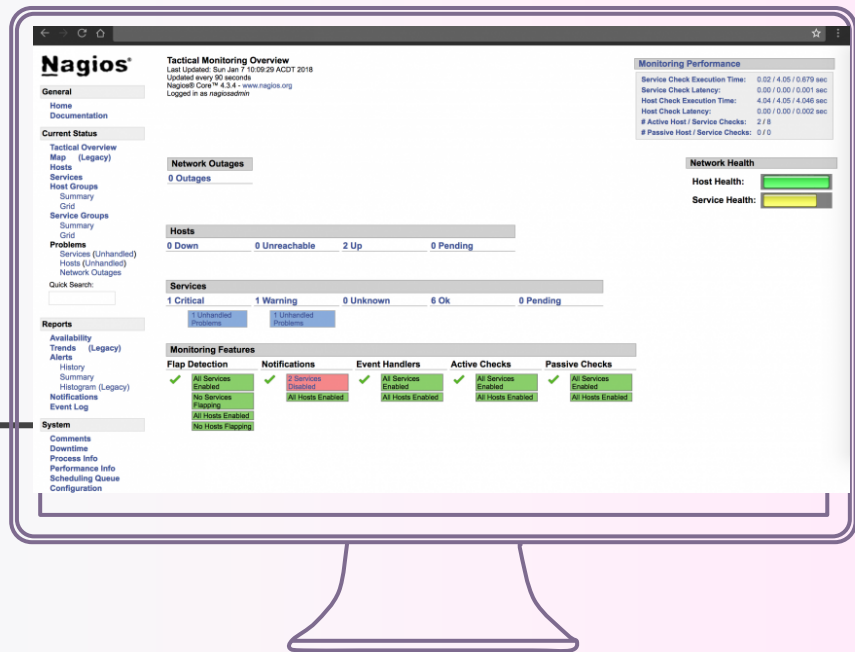 Nagios®
General
Home
Documentation
Current Status
Tactical Overview
Map (Legacy)
Hosts
Services
Host Groups
Summary
Grid
Service Groups
Summary
Grid
Problems
Services (Unhandled)
Hosts (Unhandled)
Network Outages
Quick Search:
Reports
Availability
Trends (Legacy)
Alerts
History
Summary
Histogram (Legacy)
Notifications
Event Log
System
Comments
Downtime
Process Info
Performance Info
Scheduling Queue
Configuration
Tactical Monitoring Overview
Last Updated: Sun Jan 7 10:09:29 ACDT 2018
Updated every 90 seconds
Nagios® Core™ 4.3.4 - www.nagios.org
Logged in as nagiosadmin
Monitoring Performance
Service Check Execution Time: 0.02 / 4.05 / 0.679 sec
Service Check Latency: 0.00 / 0.00 / 0.001 sec
Host Check Execution Time: 4.04 / 4.05 / 4.046 sec
Host Check Latency: 0.00 / 0.00 / 0.002 sec
# Active Host / Service Checks: 2 / 8
# Passive Host / Service Checks: 0 / 0
Network Outages
0 Outages
Network Health
Host Health:
Service Health:
Hosts
0 Down 0 Unreachable 2 Up 0 Pending
Services
1 Critical 1 Warning 0 Unknown 6 Ok 0 Pending
1 Unhandled 1 Unhandled
Problems Problems
Monitoring Features
Flap Detection Notifications Event Handlers Active Checks Passive Checks
All Services 2 Services All Services All Services All Services
Enabled Disabled Enabled Enabled Enabled
No Services All Hosts Enabled All Hosts Enabled All Hosts Enabled All Hosts Enabled
Flapping
All Hosts Enabled
No Hosts Flapping